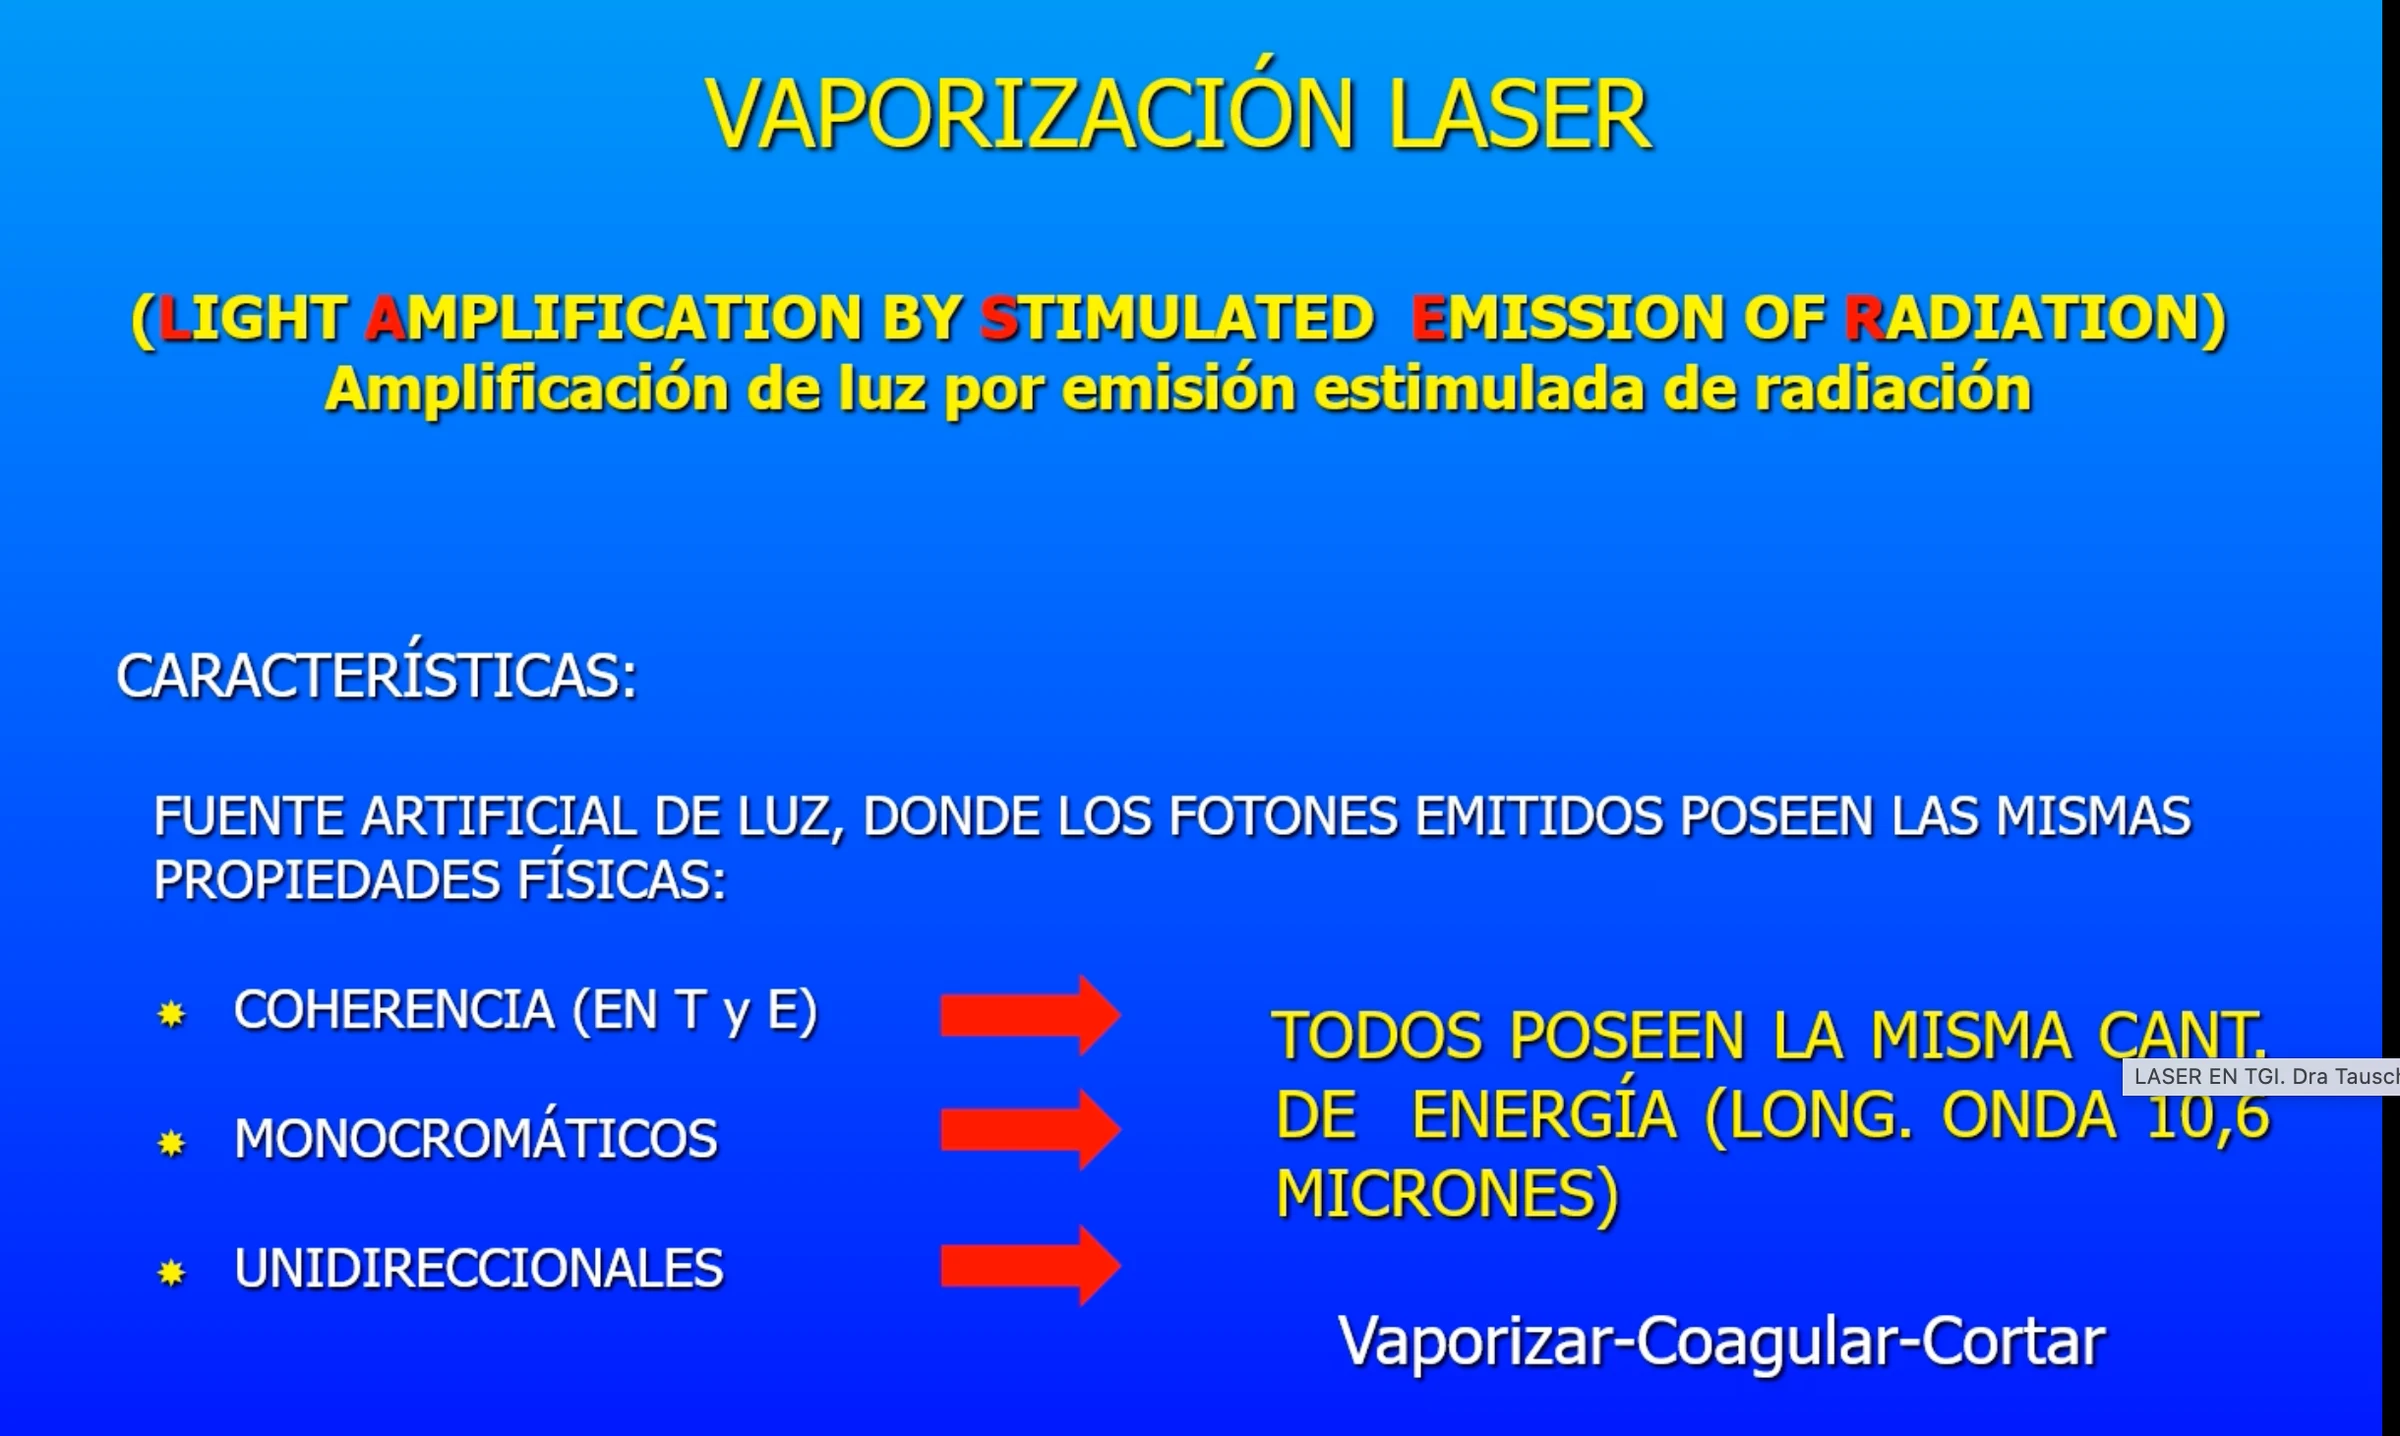 VAPORIZACIÓN LASER
(LIGHT AMPLIFICATION BY STIMULATED EMISSION OF RADIATION)
Amplificación de luz por emisión estimulada de radiación
CARACTERÍSTICAS:
FUENTE ARTIFICIAL DE LUZ, DONDE LOS FOTONES EMITIDOS POSEEN LAS MISMAS
PROPIEDADES FÍSICAS:
COHERENCIA (EN T y E)
MONOCROMÁTICOS
UNIDIRECCIONALES
TODOS POSEEN LA MISMA CANT.
DE ENERGÍA (LONG. ONDA 10,6
MICRONES)
LASER EN TGI. Dra
Vaporizar-Coagular-Cortar